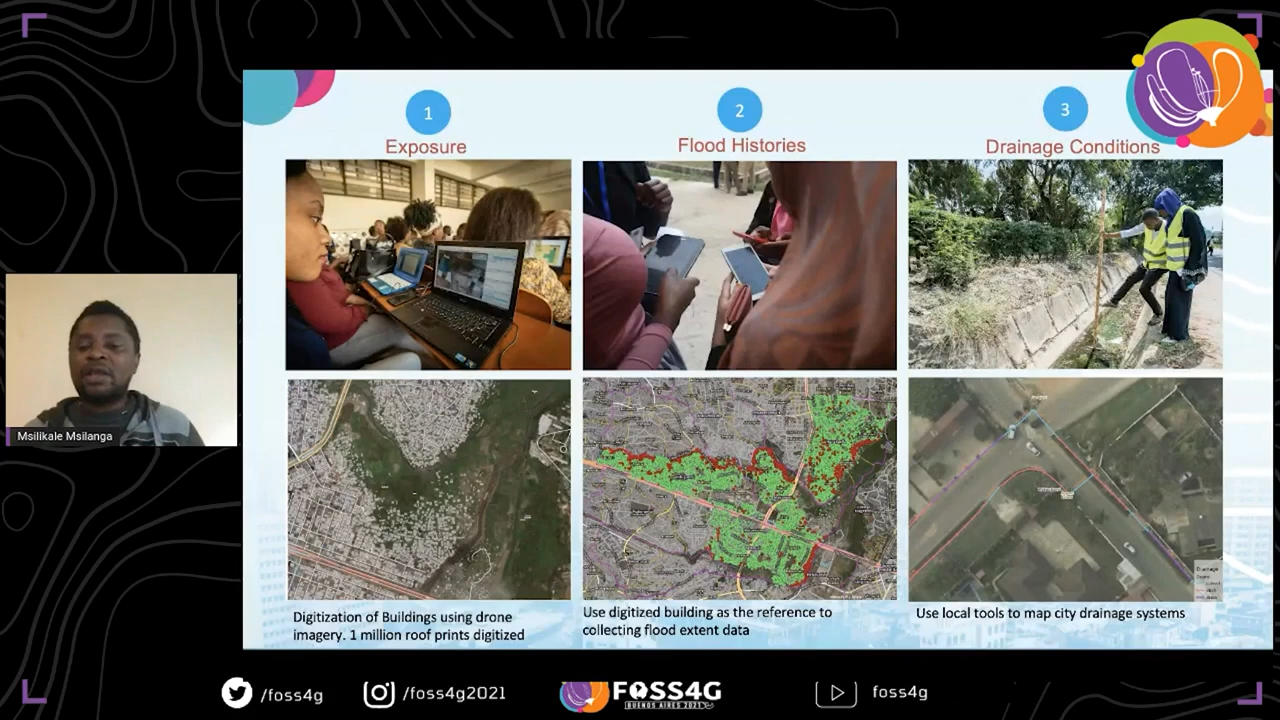 1
Exposure
2
Flood Histories
3
Drainage Conditions
Msilikale Msilanga
Digitization of Buildings using drone
imagery. 1 million roof prints digitized
Use digitized building as the reference to
collecting flood extent data
Use local tools to map city drainage systems
/foss4g
/foss4g2021
FOSS4G
BUENOS AIRES 2021
foss4g